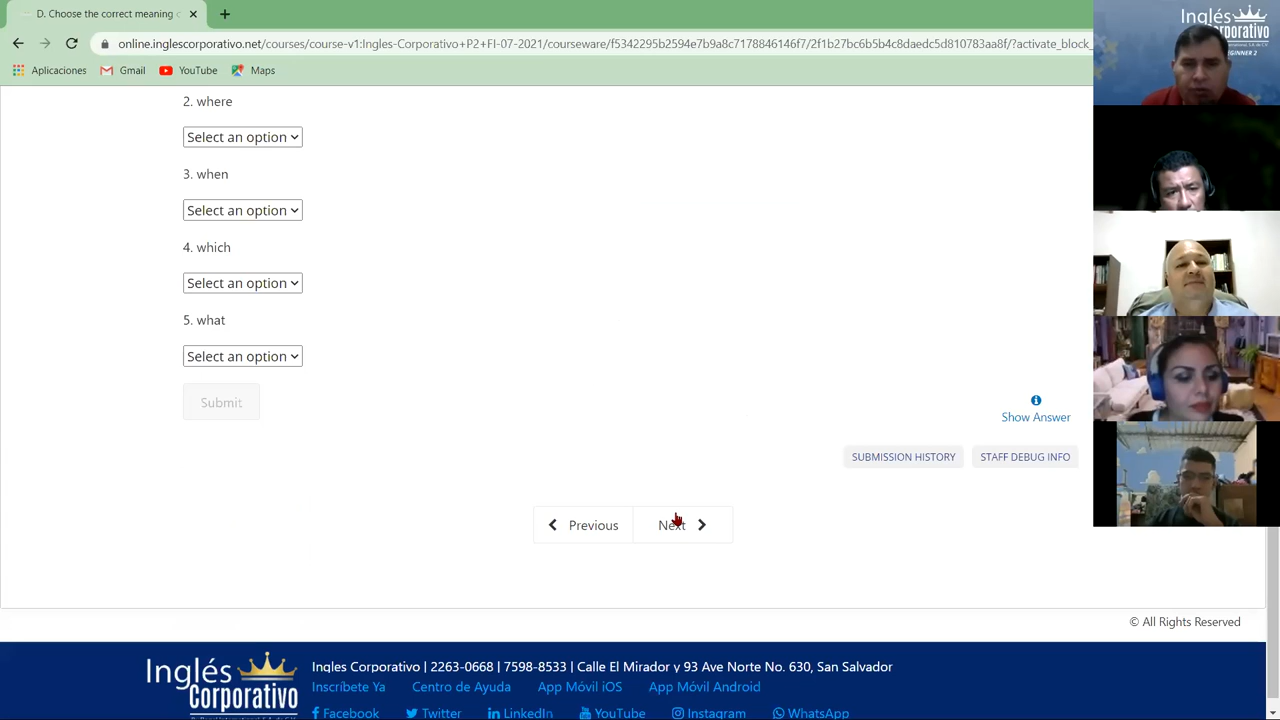 D. Choose the correct meaning
online.inglescorporativo.net/courses/course-v1:Ingles-Corporativo+P2+FI-07-2021/courseware/f5342295b2594e7b9a8c7178846146f7/2f1b27bc6b5b4c8daedc5d810783aa8f/?activate_block_
Aplicaciones Gmail YouTube Maps
Inglés
Corporativo
2. where
Select an option
3. when
Select an option
4. which
Select an option
5. what
Select an option
Submit
Show Answer
SUBMISSION HISTORY STAFF DEBUG INFO
Previous Next
© All Rights Reserved
Inglés
Corporativo
Ingles Corporativo | 2263-0668 | 7598-8533 | Calle El Mirador y 93 Ave Norte No. 630, San Salvador
Inscríbete Ya Centro de Ayuda App Móvil iOS App Móvil Android
Facebook Twitter LinkedIn YouTube Instagram WhatsApp